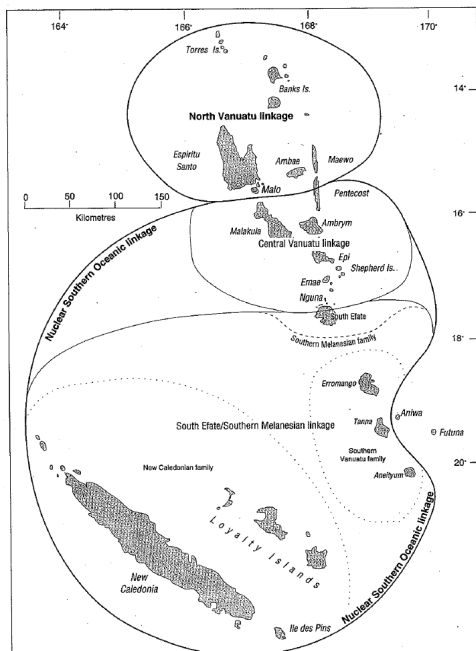 164°
166°
168°
170°
Torres Is.
14°
Banks Is.
North Vanuatu linkage
Espiritu
Santo
Ambae
Maewo
Malo
Pentecost
0 50 100 150
Kilometres
16°
Malakula
Ambrym
Central Vanuatu linkage
Epi
Shepherd Is.
Emae
Nguna
South Efate
Nuclear Southern Oceanic linkage
Southern Melanesian family
18°
Erromango
South Efate/Southern Melanesian linkage
Tanna
Aniwa
Futuna
Southern
Vanuatu family
New Caledonian family
20°
Aneityum
Loyalty Islands
New
Caledonia
Ile des Pins
Nuclear Southern Oceanic linkage